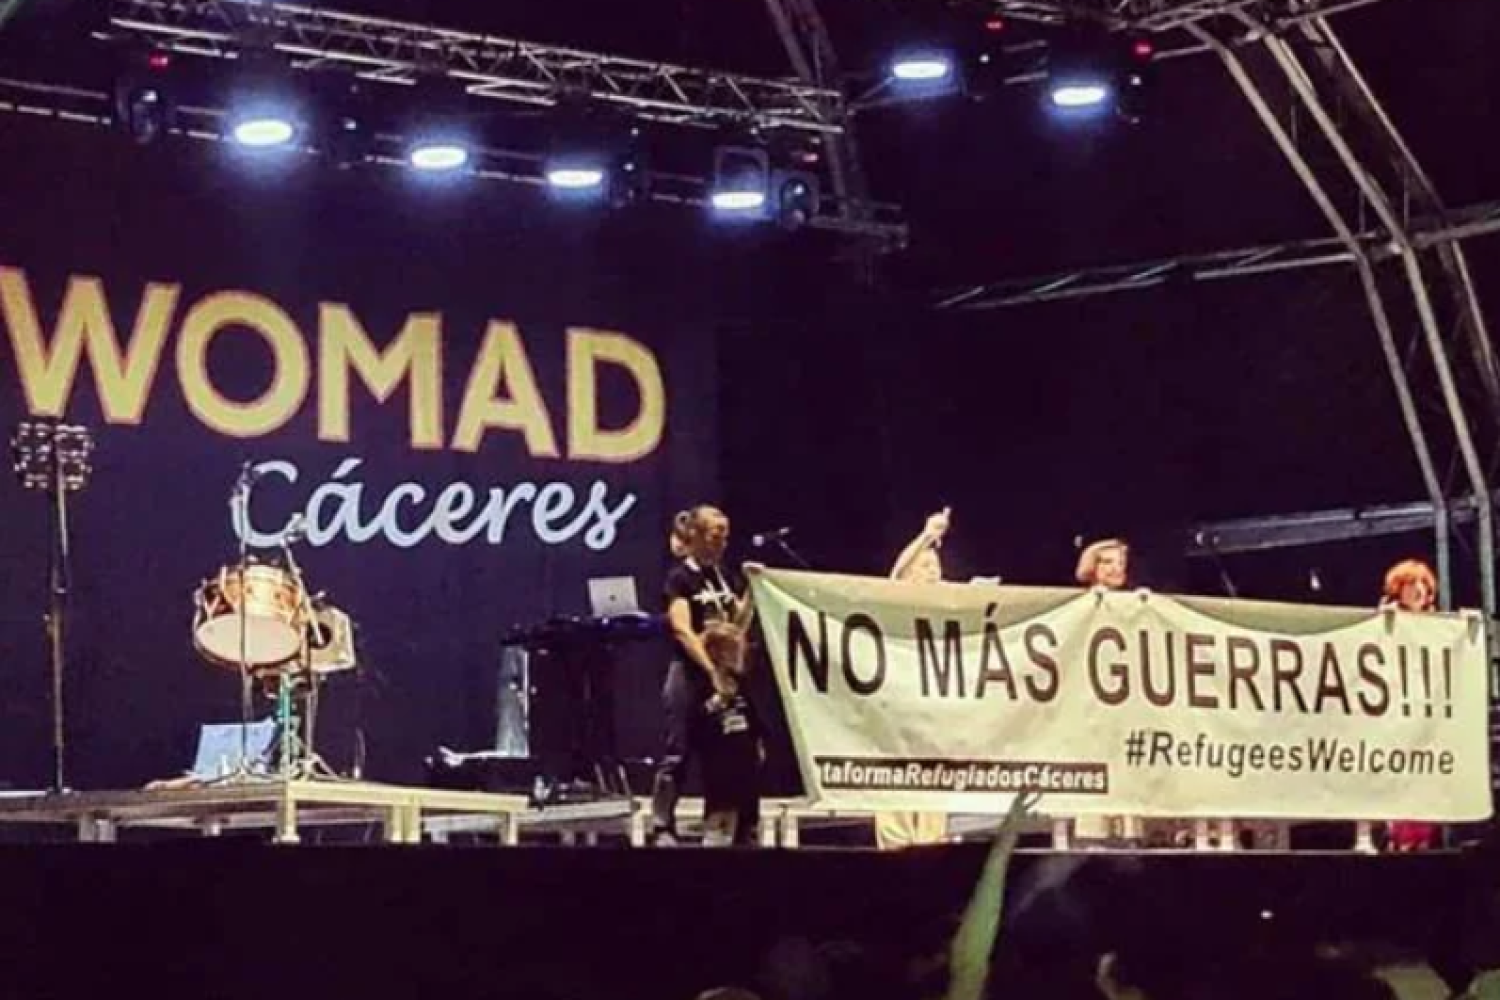 WOMAD
Cáceres
NO MÁS GUERRAS!!!
#RefugeesWelcome
taformaRefugiadosCáceres